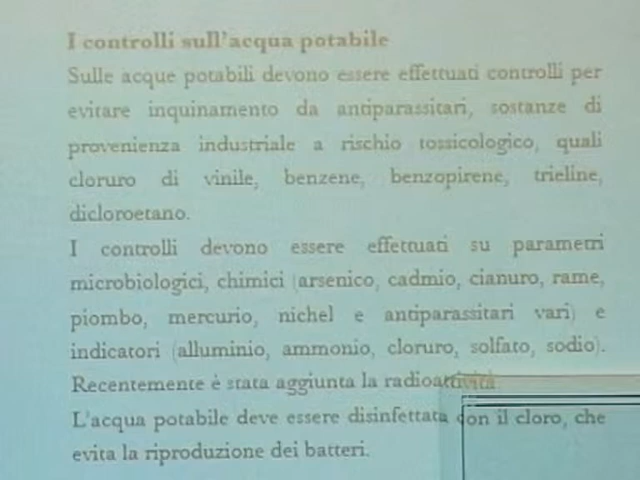 I controlli sull'acqua potabile
Sulle acque potabili devono essere effettuati controlli per
evitare inquinamento da antiparassitari, sostanze di
provenienza industriale a rischio tossicologico, quali
cloruro di vinile, benzene, benzopirene, trieline,
dicloroetano.
I controlli devono essere effettuati su parametri
microbiologici, chimici (arsenico, cadmio, cianuro, rame,
piombo, mercurio, nichel e antiparassitari vari) e
indicatori (alluminio, ammonio, cloruro, solfato, sodio).
Recentemente è stata aggiunta la radioattività
L'acqua potabile deve essere disinfettata con il cloro, che
evita la riproduzione dei batteri.